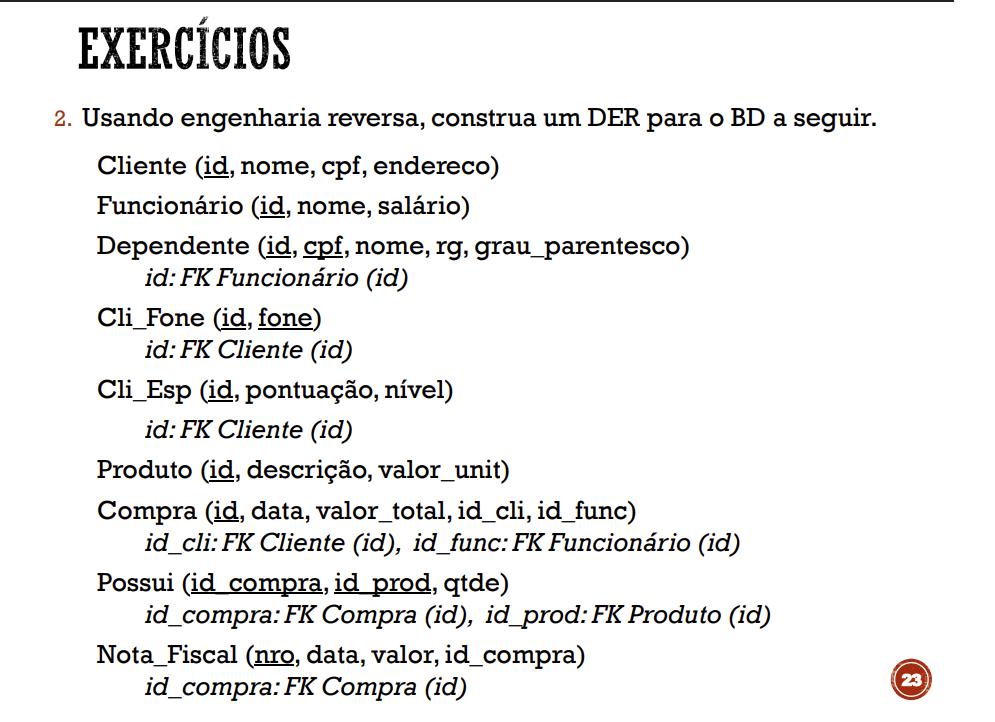 EXERCÍCIOS
2. Usando engenharia reversa, construa um DER para o BD a seguir.
Cliente (id, nome, cpf, endereco)
Funcionário (id, nome, salário)
Dependente (id, cpf, nome, rg, grau_parentesco)
id: FK Funcionário (id)
Cli_Fone (id, fone)
id: FK Cliente (id)
Cli_Esp (id, pontuação, nível)
id: FK Cliente (id)
Produto (id, descrição, valor_unit)
Compra (id, data, valor_total, id_cli, id_func)
id_cli: FK Cliente (id), id_func: FK Funcionário (id)
Possui (id_compra, id_prod, qtde)
id_compra: FK Compra (id), id_prod: FK Produto (id)
Nota_Fiscal (nro, data, valor, id_compra)
id_compra: FK Compra (id)
23